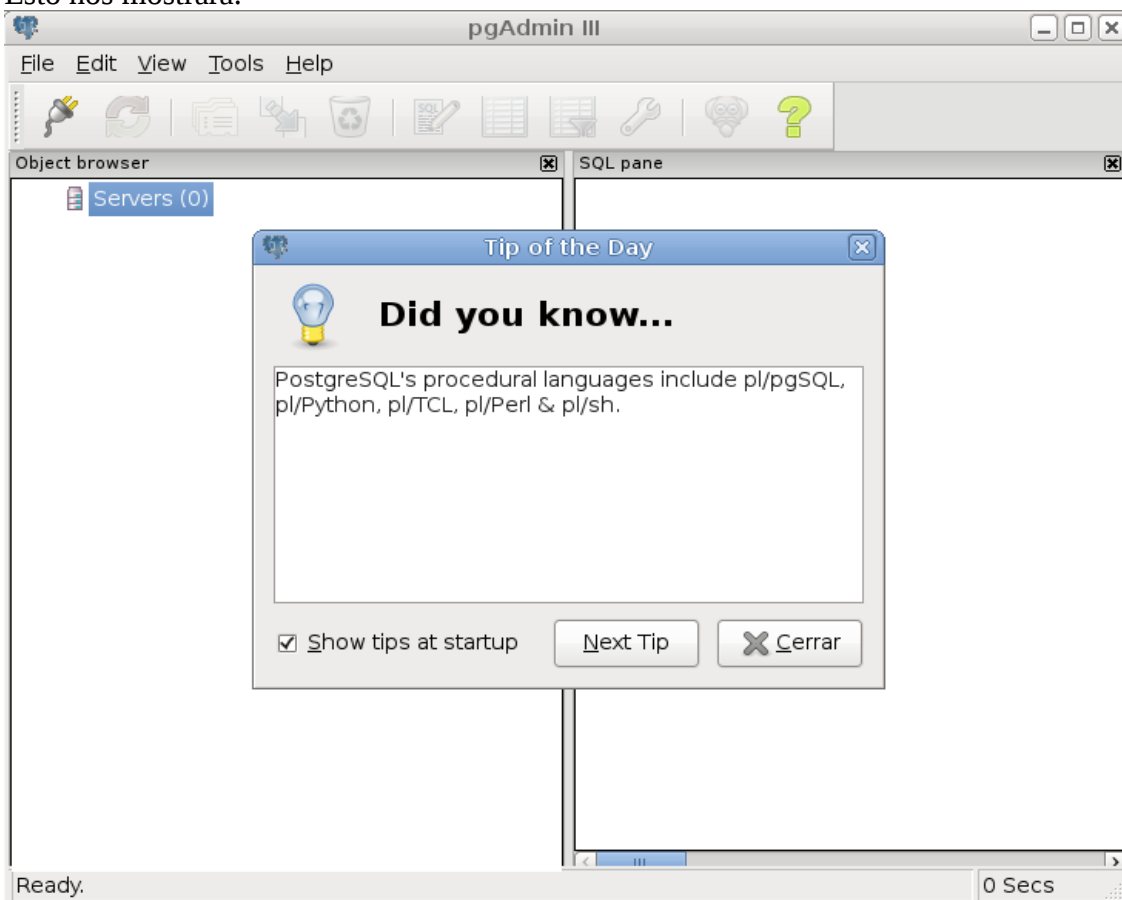 Esto nos mostrará:
pgAdmin III
File Edit View Tools Help
SQL
Object browser
SQL pane
Servers (0)
Tip of the Day
Did you know...
PostgreSQL's procedural languages include pl/pgSQL,
pl/Python, pl/TCL, pl/Perl & pl/sh.
Show tips at startup
Next Tip
Cerrar
Ready.
0 Secs